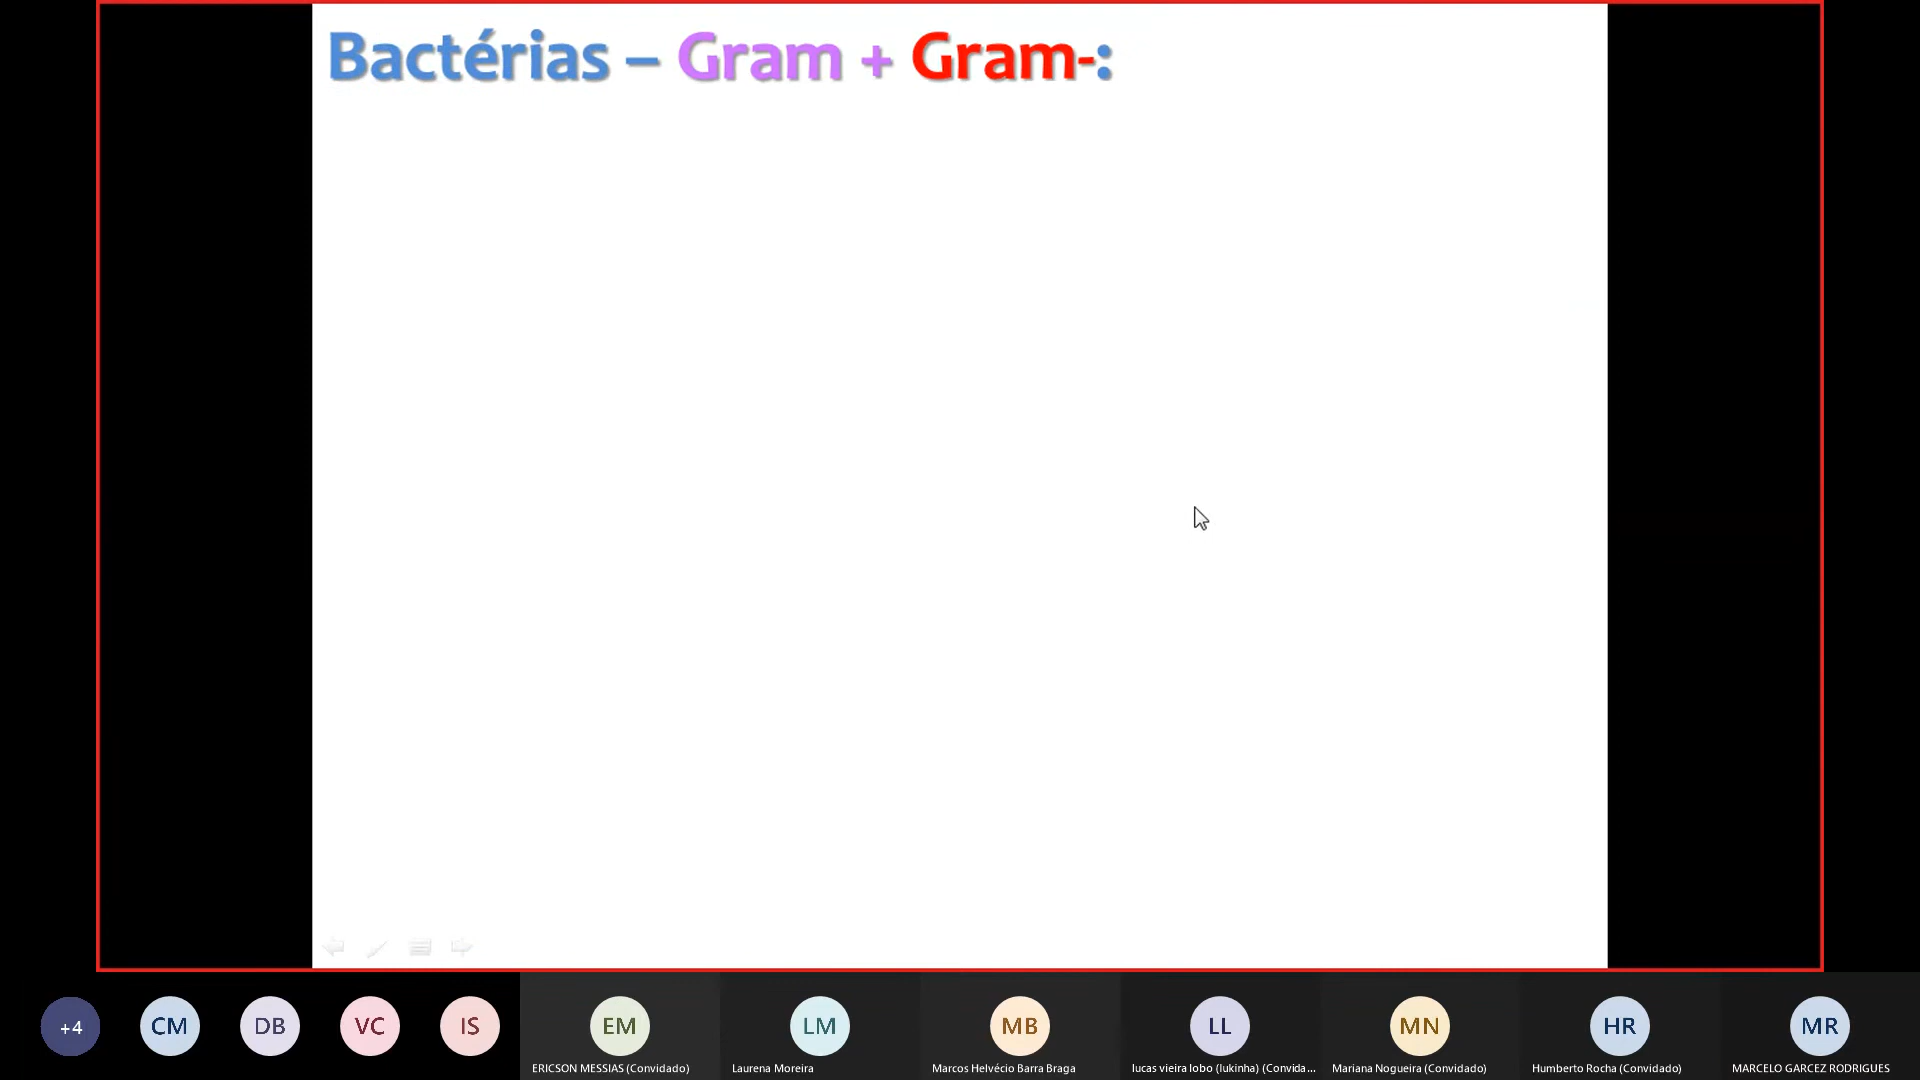 Bactérias – Gram + Gram-:
+4
CM
DB
VC
IS
EM
LM
MB
LL
MN
HR
MR
ERICSON MESSIAS (Convidado)
Laurena Moreira
Marcos Helvécio Barra Braga
lucas vieira lobo (lukinha) (Convida...
Mariana Nogueira (Convidado)
Humberto Rocha (Convidado)
MARCELO GARCEZ RODRIGUES